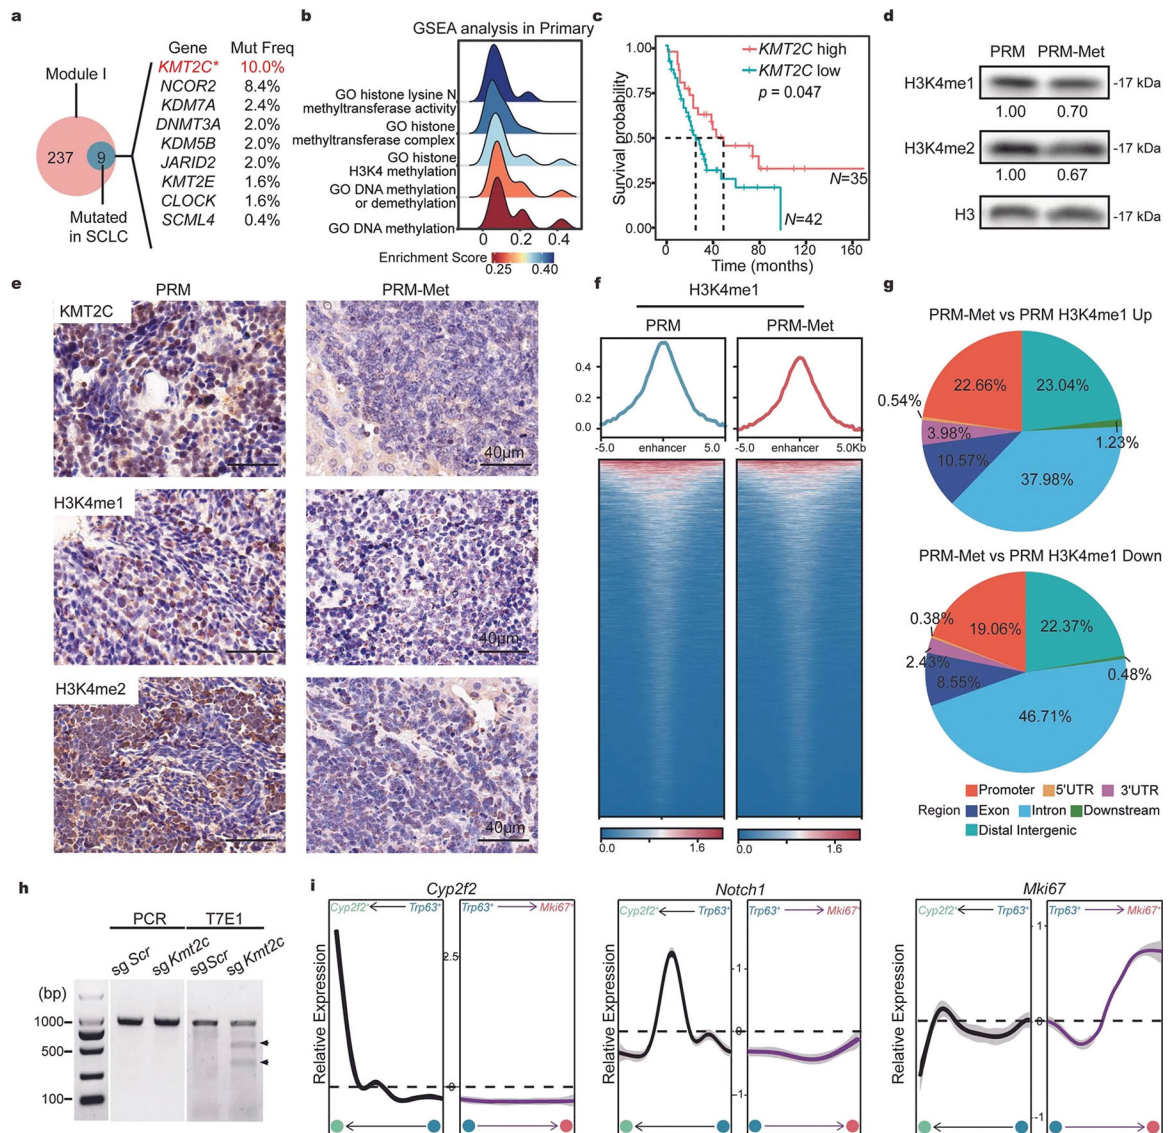 a
Module I
237
9
Mutated
in SCLC
Gene Mut Freq
KMT2C* 10.0%
NCOR2 8.4%
KDM7A 2.4%
DNMT3A 2.0%
KDM5B 2.0%
JARID2 2.0%
KMT2E 1.6%
CLOCK 1.6%
SCML4 0.4%
b
GSEA analysis in Primary
GO histone lysine N
methyltransferase activity
GO histone
methyltransferase complex
GO histone
H3K4 methylation
GO DNA methylation
or demethylation
GO DNA methylation
0 0.2 0.4
Enrichment Score
0.25 0.40
c
Survival probability
1.00
0.75
0.50
0.25
0.00
KMT2C high
KMT2C low
p = 0.047
N=35
N=42
0 40 80 120 160
Time (months)
d
PRM PRM-Met
H3K4me1 -17 kDa
1.00 0.70
H3K4me2 -17 kDa
1.00 0.67
H3 -17 kDa
e
PRM PRM-Met
KMT2C
40µm
H3K4me1
40µm
H3K4me2
40µm
f
H3K4me1
PRM PRM-Met
0.4
0.2
0.0
-5.0 enhancer 5.0 -5.0 enhancer 5.0Kb
0.0 1.6 0.0 1.6
g
PRM-Met vs PRM H3K4me1 Up
22.66% 23.04%
0.54%
3.98%
1.23%
10.57%
37.98%
PRM-Met vs PRM H3K4me1 Down
0.38%
19.06% 22.37%
2.43%
0.48%
8.55%
46.71%
Promoter 5'UTR 3'UTR
Region Exon Intron Downstream
Distal Intergenic
h
PCR T7E1
sgScr sgKmt2c sgScr sgKmt2c
(bp)
1000
500
100
i
Cyp2f2
Relative Expression
Cyp2f2+ Trp63+ Trp63+ Mki67+
2.5
0
Notch1
Relative Expression
Cyp2f2+ Trp63+ Trp63+ Mki67+
1
0
-1
Mki67
Relative Expression
Cyp2f2+ Trp63+ Trp63+ Mki67+
1
0
-1